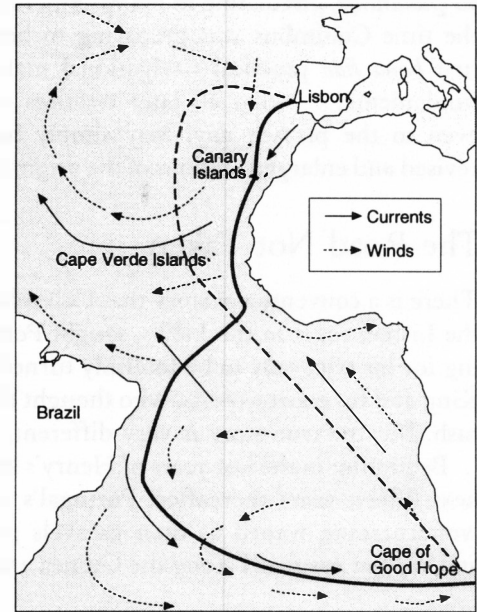 Lisbon
Canary
Islands
Currents
Winds
Cape Verde Islands
Brazil
Cape of
Good Hope